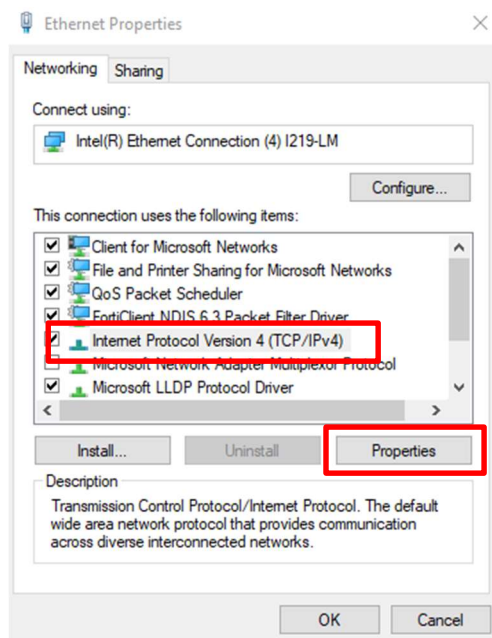 Ethernet Properties
Networking Sharing
Connect using:
Intel(R) Ethernet Connection (4) I219-LM
Configure...
This connection uses the following items:
Client for Microsoft Networks
File and Printer Sharing for Microsoft Networks
QoS Packet Scheduler
FortiClient NDIS 6.3 Packet Filter Driver
Internet Protocol Version 4 (TCP/IPv4)
Microsoft Network Adapter Multiplexor Protocol
Microsoft LLDP Protocol Driver
Install... Uninstall Properties
Description
Transmission Control Protocol/Internet Protocol. The default
wide area network protocol that provides communication
across diverse interconnected networks.
OK Cancel